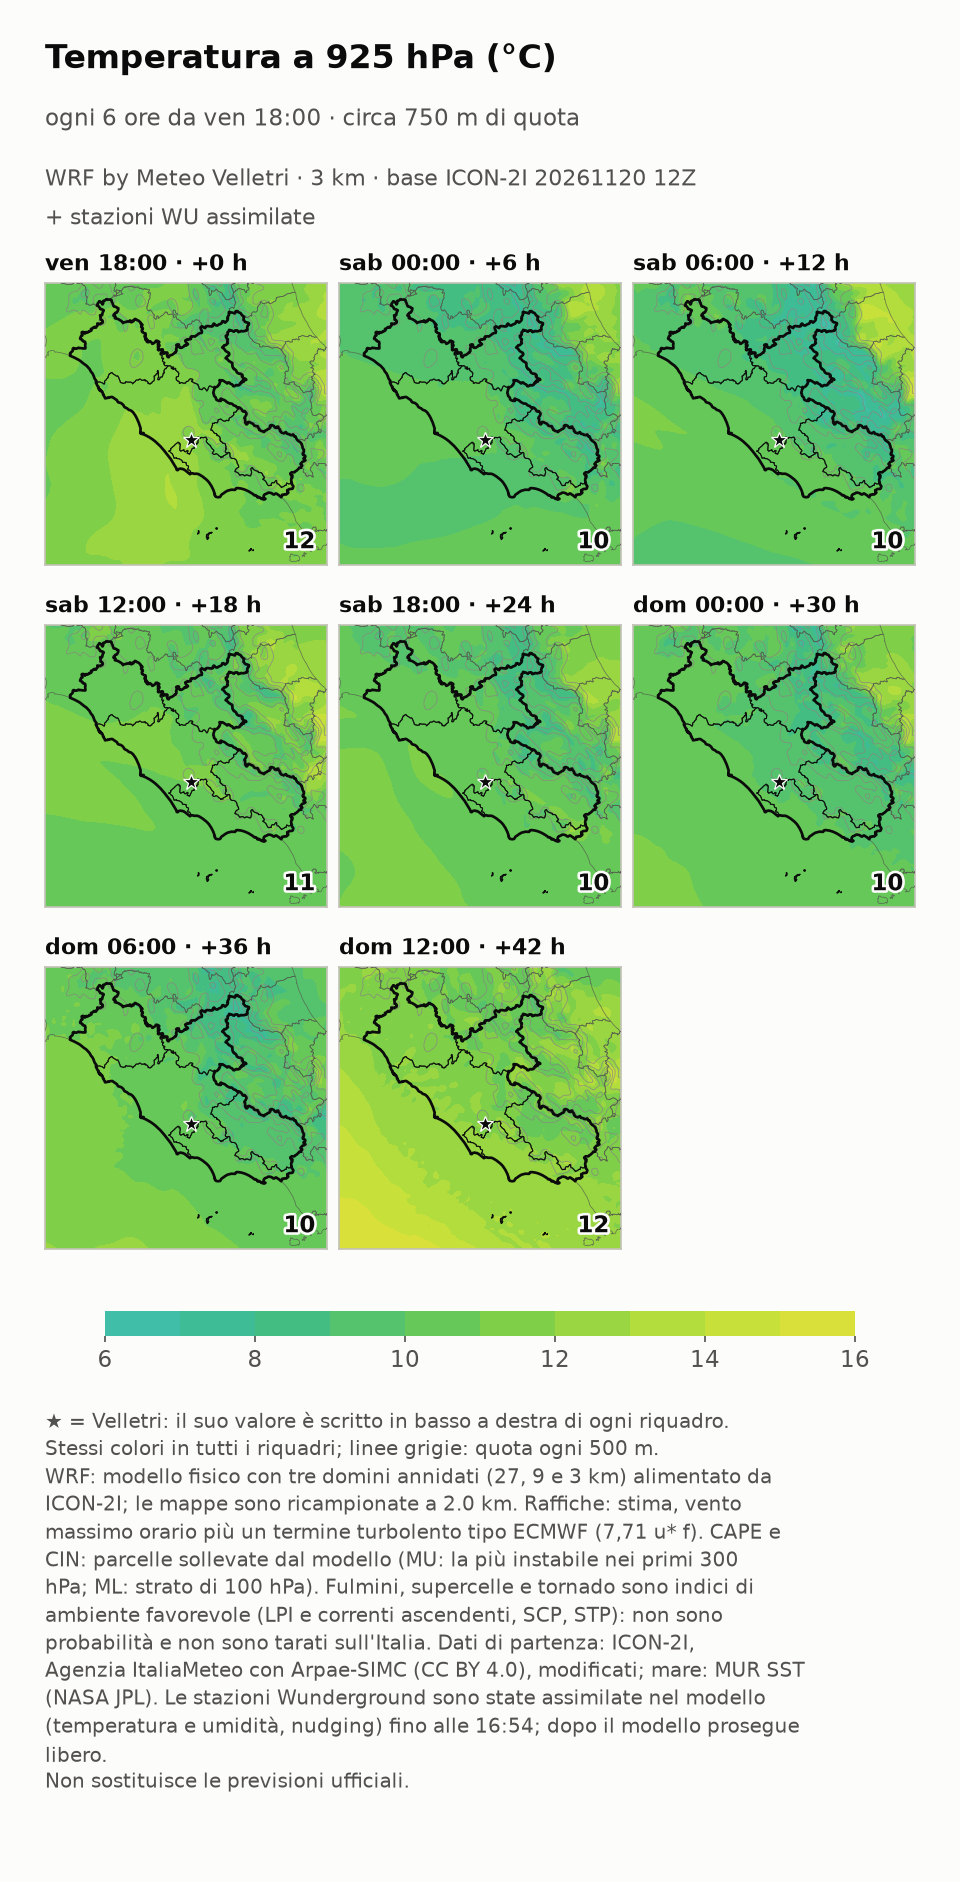 Temperatura a 925 hPa (°C)
ogni 6 ore da ven 18:00 · circa 750 m di quota
WRF by Meteo Velletri · 3 km · base ICON-2I 20261120 12Z
+ stazioni WU assimilate
ven 18:00 · +0 h
sab 00:00 · +6 h
sab 06:00 · +12 h
12
10
10
sab 12:00 · +18 h
sab 18:00 · +24 h
dom 00:00 · +30 h
11
10
10
dom 06:00 · +36 h
dom 12:00 · +42 h
10
12
6 8 10 12 14 16
★ = Velletri: il suo valore è scritto in basso a destra di ogni riquadro.
Stessi colori in tutti i riquadri; linee grigie: quota ogni 500 m.
WRF: modello fisico con tre domini annidati (27, 9 e 3 km) alimentato da
ICON-2I; le mappe sono ricampionate a 2.0 km. Raffiche: stima, vento
massimo orario più un termine turbolento tipo ECMWF (7,71 u* f). CAPE e
CIN: parcelle sollevate dal modello (MU: la più instabile nei primi 300
hPa; ML: strato di 100 hPa). Fulmini, supercelle e tornado sono indici di
ambiente favorevole (LPI e correnti ascendenti, SCP, STP): non sono
probabilità e non sono tarati sull'Italia. Dati di partenza: ICON-2I,
Agenzia ItaliaMeteo con Arpae-SIMC (CC BY 4.0), modificati; mare: MUR SST
(NASA JPL). Le stazioni Wunderground sono state assimilate nel modello
(temperatura e umidità, nudging) fino alle 16:54; dopo il modello prosegue
libero.
Non sostituisce le previsioni ufficiali.